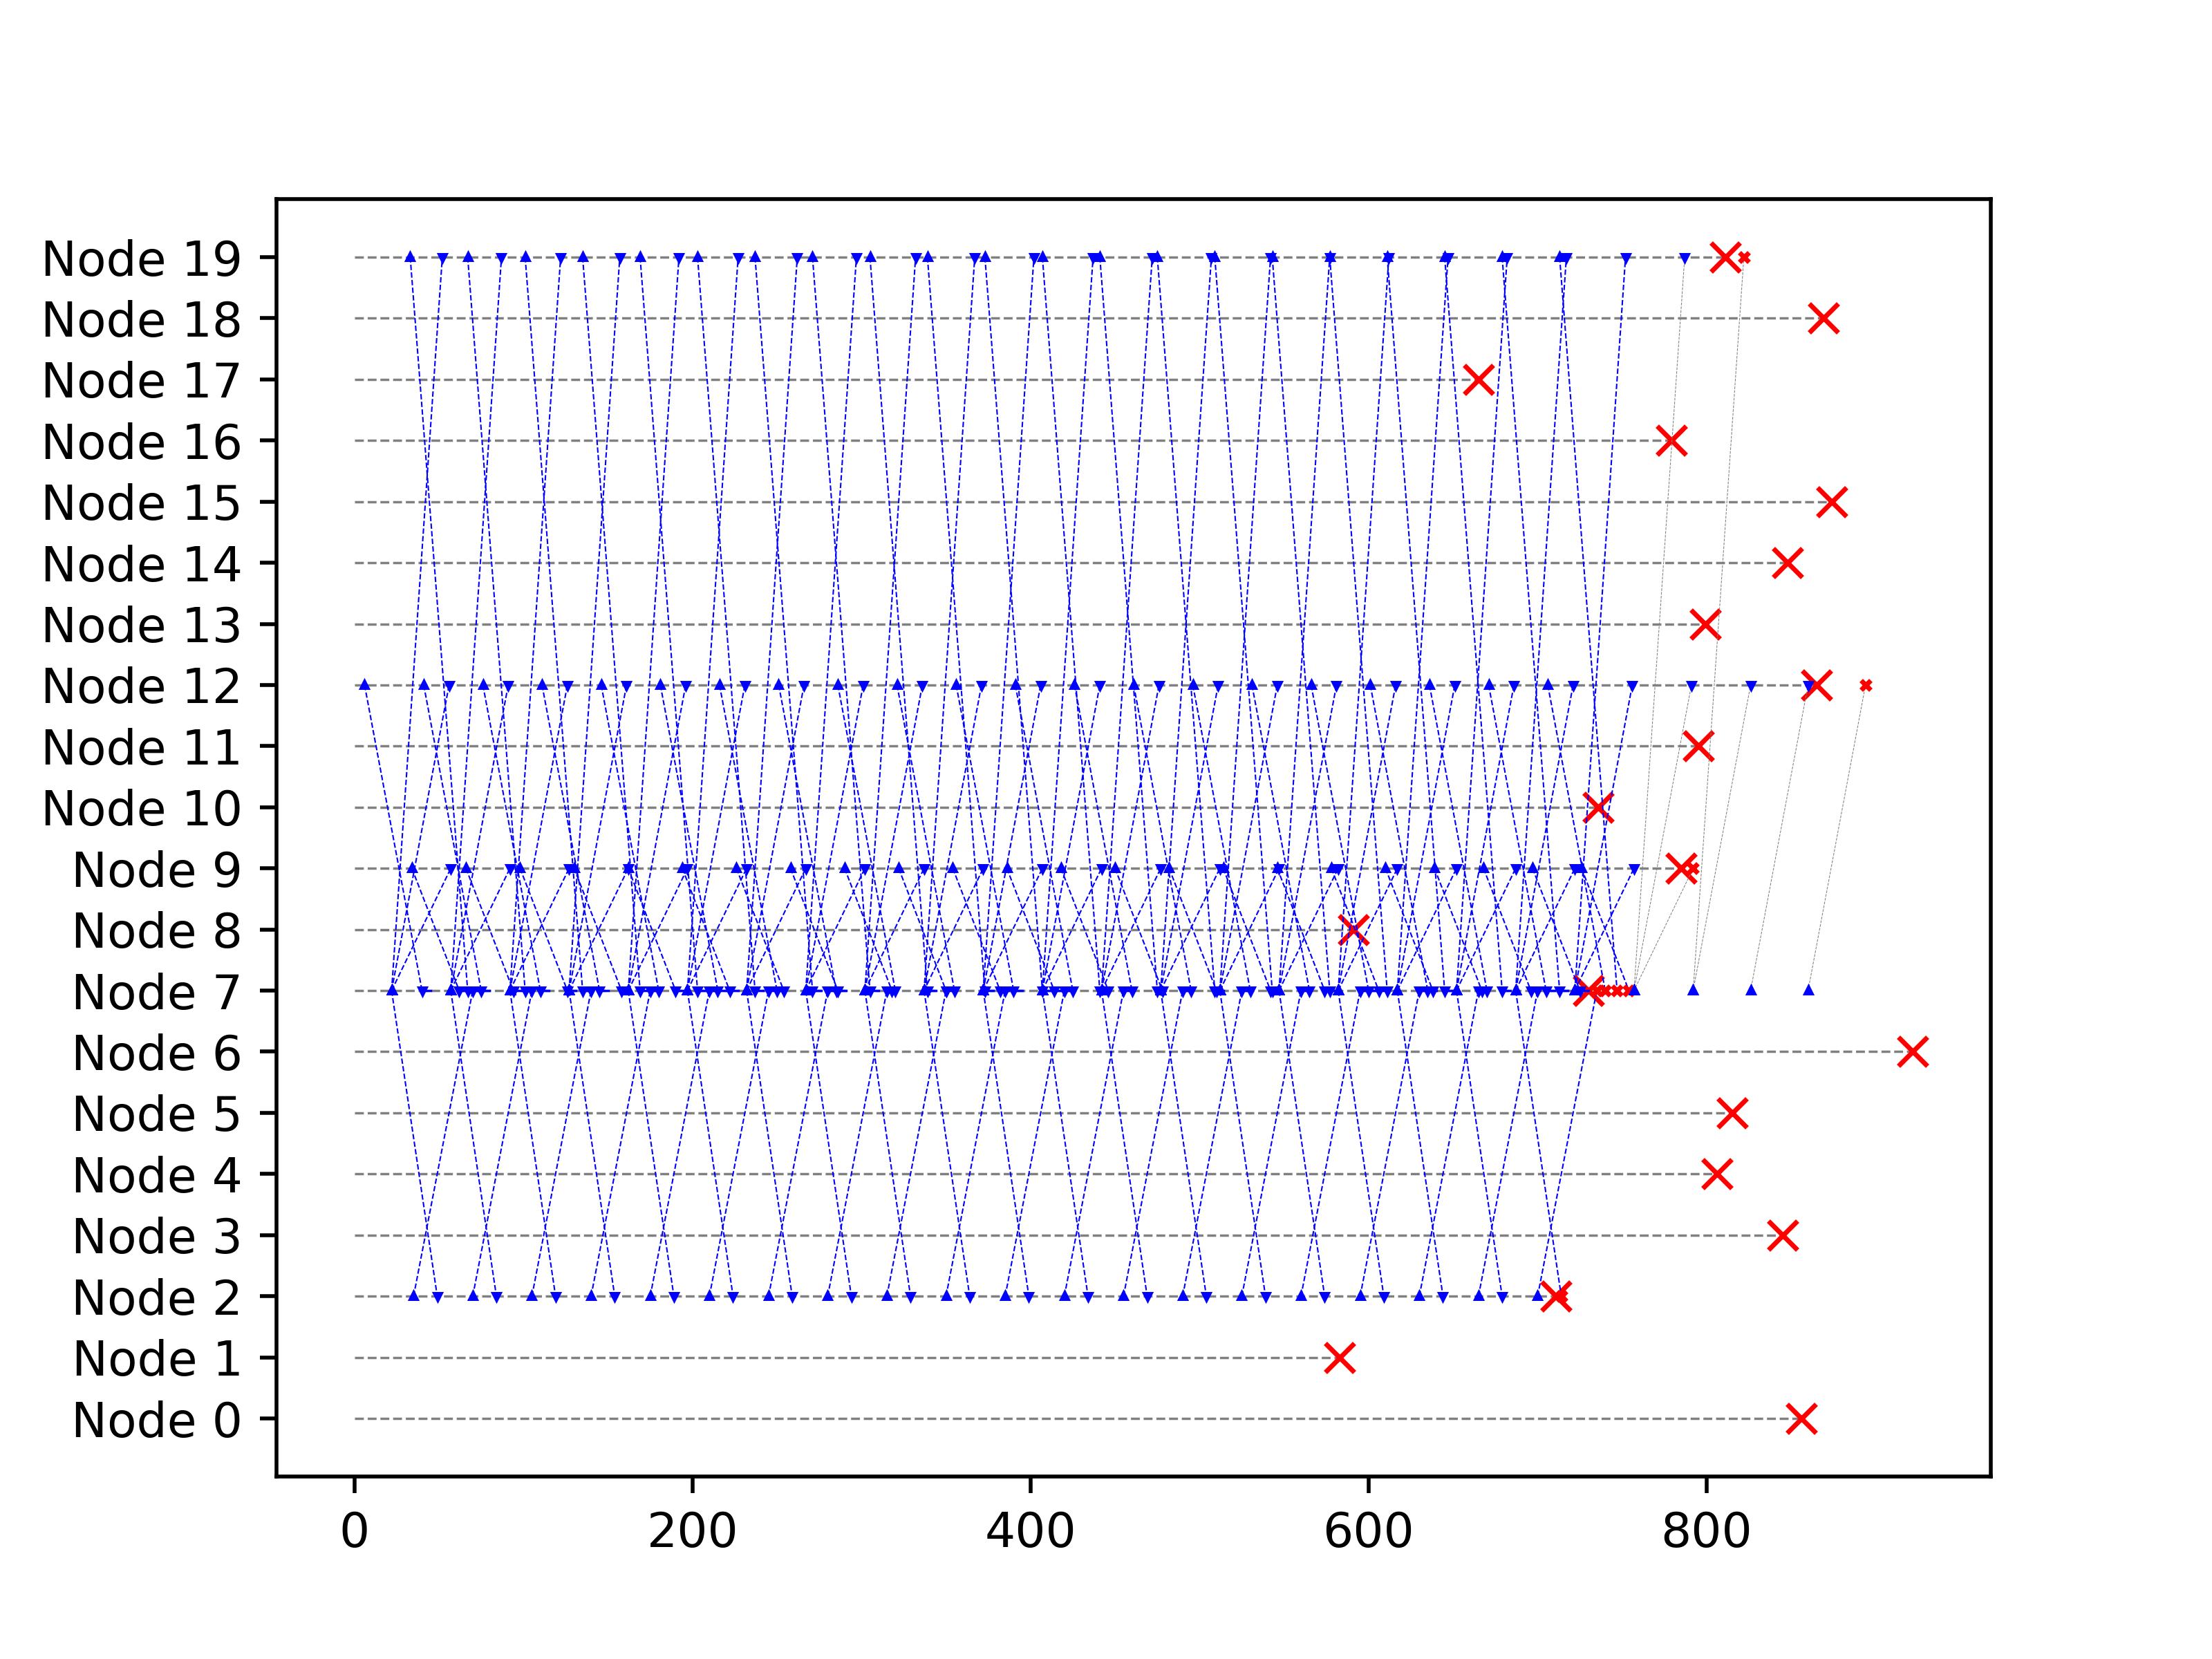 Node 19
Node 18
Node 17
Node 16
Node 15
Node 14
Node 13
Node 12
Node 11
Node 10
Node 9
Node 8
Node 7
Node 6
Node 5
Node 4
Node 3
Node 2
Node 1
Node 0
0 200 400 600 800